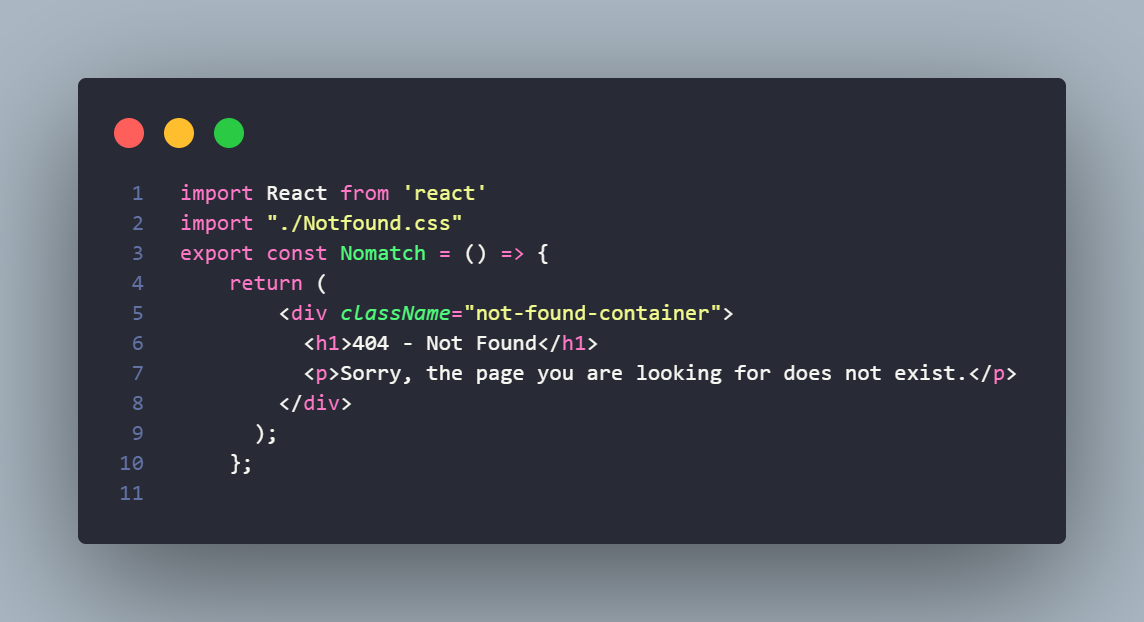 1 import React from 'react'
2 import "./Notfound.css"
3 export const Nomatch = () => {
4     return (
5         <div className="not-found-container">
6           <h1>404 - Not Found</h1>
7           <p>Sorry, the page you are looking for does not exist.</p>
8         </div>
9       );
10     };
11